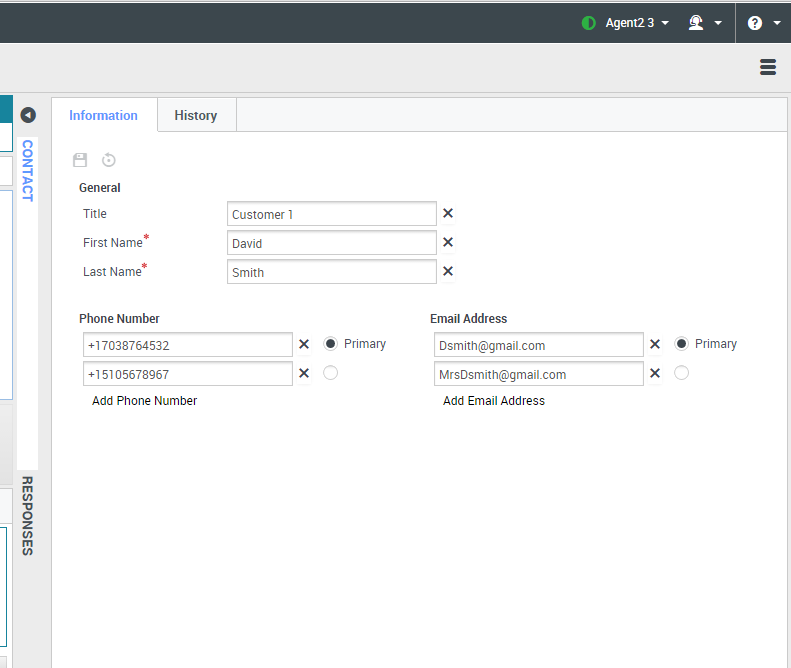 Agent2 3
?
Information History
CONTACT
General
Title Customer 1
First Name* David
Last Name* Smith
Phone Number Email Address
+17038764532 Primary Dsmith@gmail.com Primary
+15105678967 MrsDsmith@gmail.com
Add Phone Number Add Email Address
RESPONSES